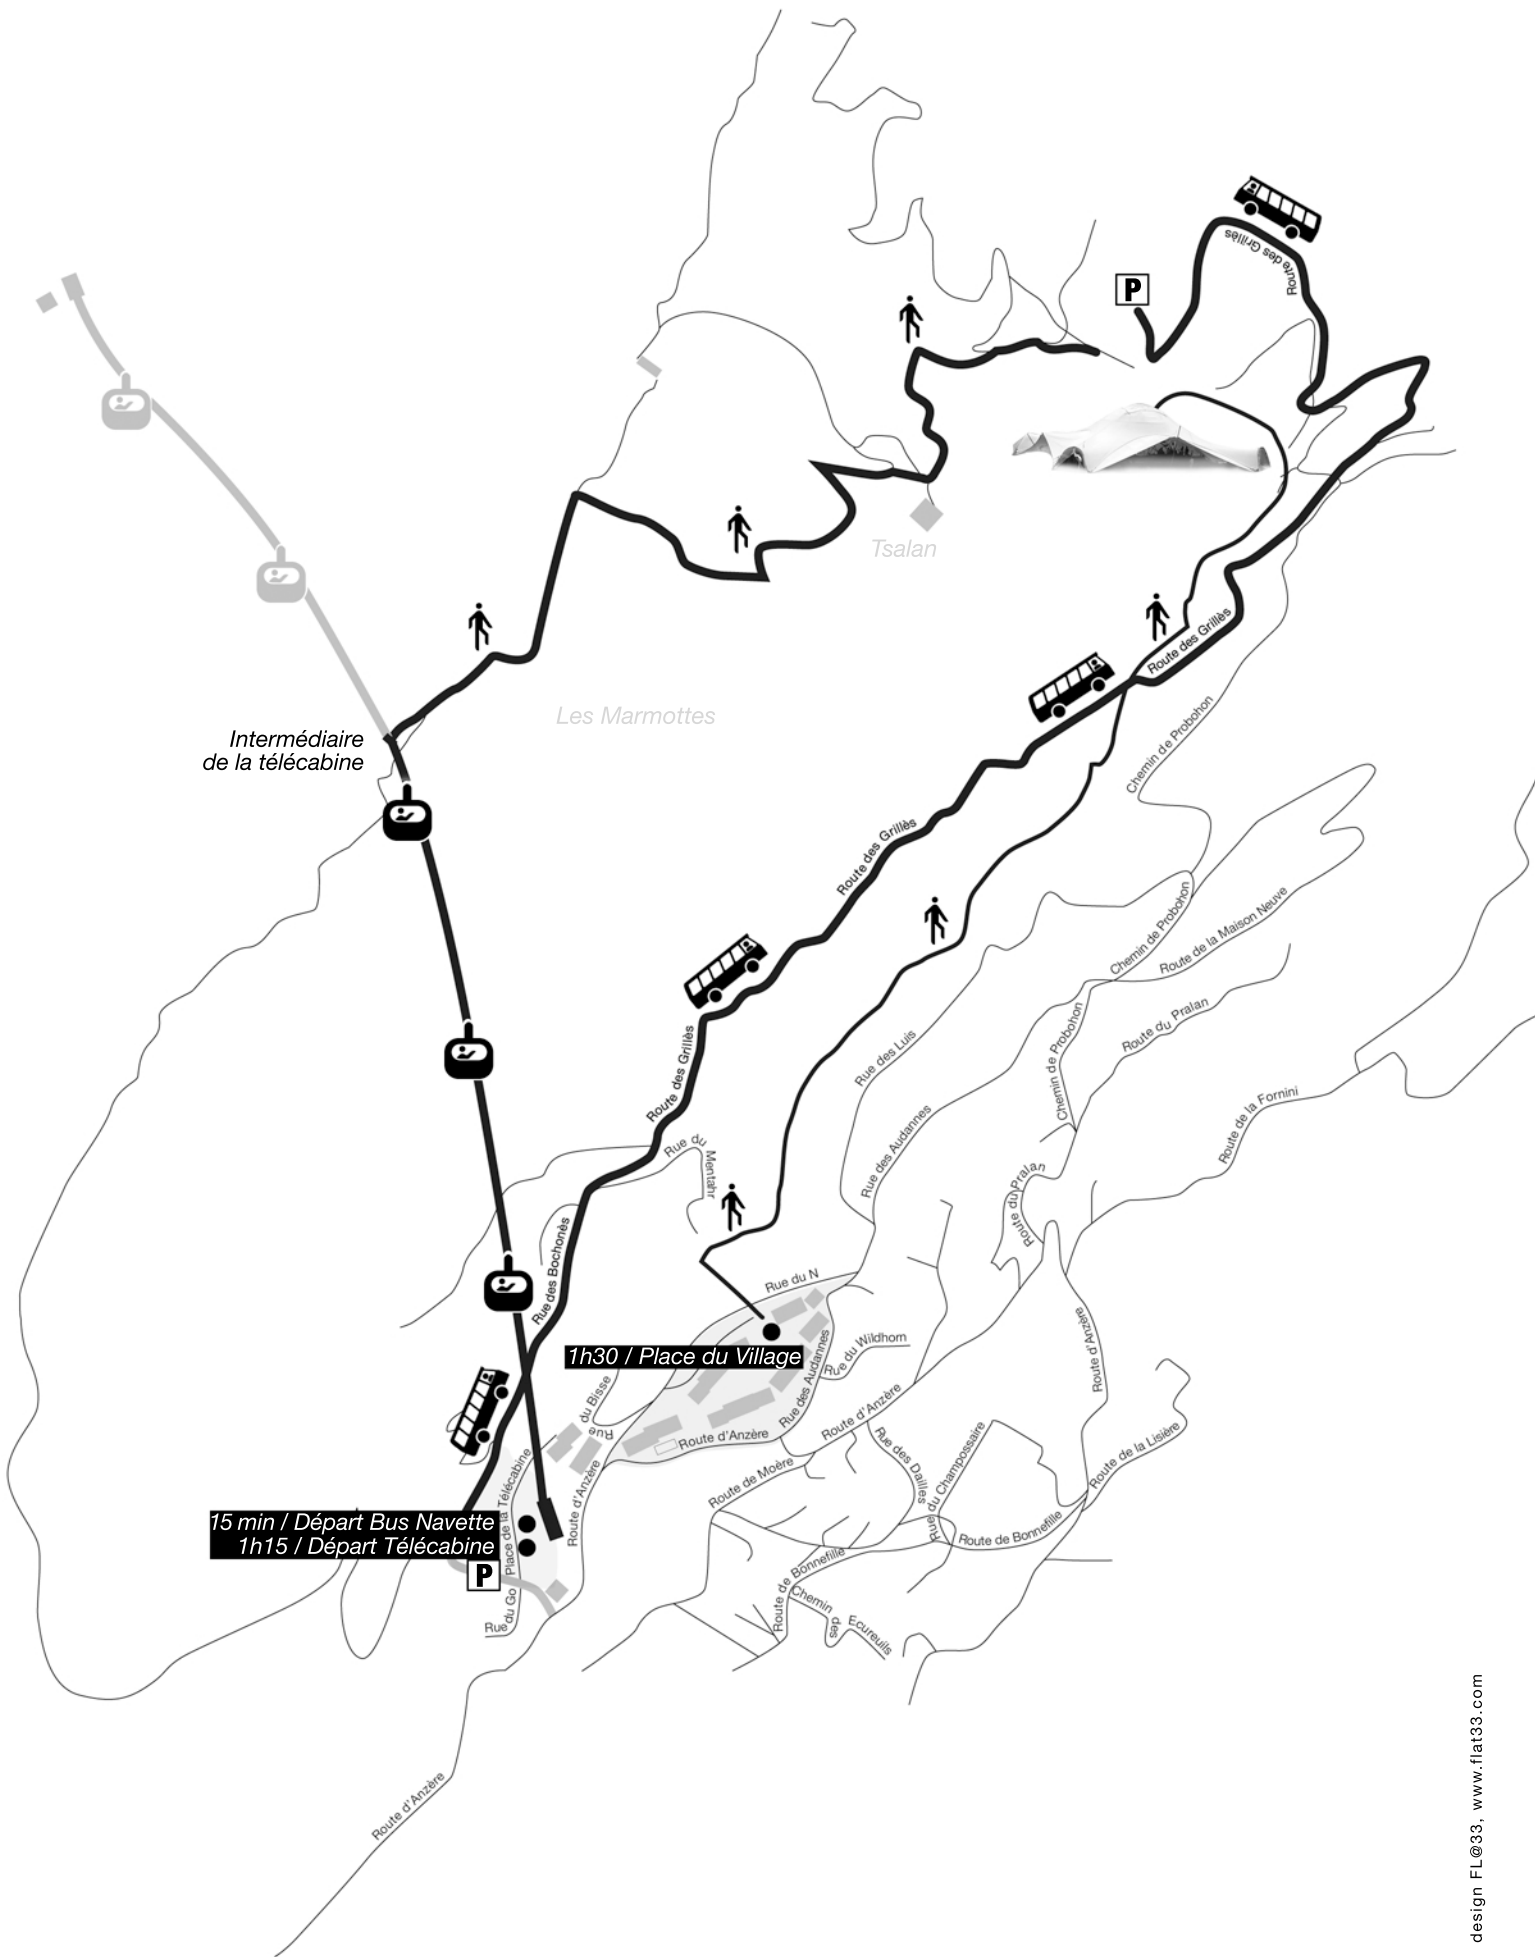 P
Route des Grillès
Tsalan
Route des Grillès
Les Marmottes
Chemin de Probohon
Intermédiaire
de la télécabine
Route des Grillès
Chemin de Probohon
Route de la Maison Neuve
Route du Pralan
Chemin de Probohon
Rue des Luis
Route des Grillès
Route de la Fornini
Rue des Audannes
Rue du
Mentahr
Route du Pralan
Rue des Bochonès
Rue du N
Route d'Anzère
1h30 / Place du Village
Rue du Wildhorn
Rue des Audannes
Rue du Bisse
Route d'Anzère
Route d'Anzère
Rue des Dailles
Rue du Champossaire
Route de la Lisière
Route de Moère
Route d'Anzère
Place de la Télécabine
15 min / Départ Bus Navette
1h15 / Départ Télécabine
P
Route de Bonnefille
Route de Bonnefille
Chemin des Ecureuils
Rue du Go
Route d'Anzère
design FL@33, www.flat33.com